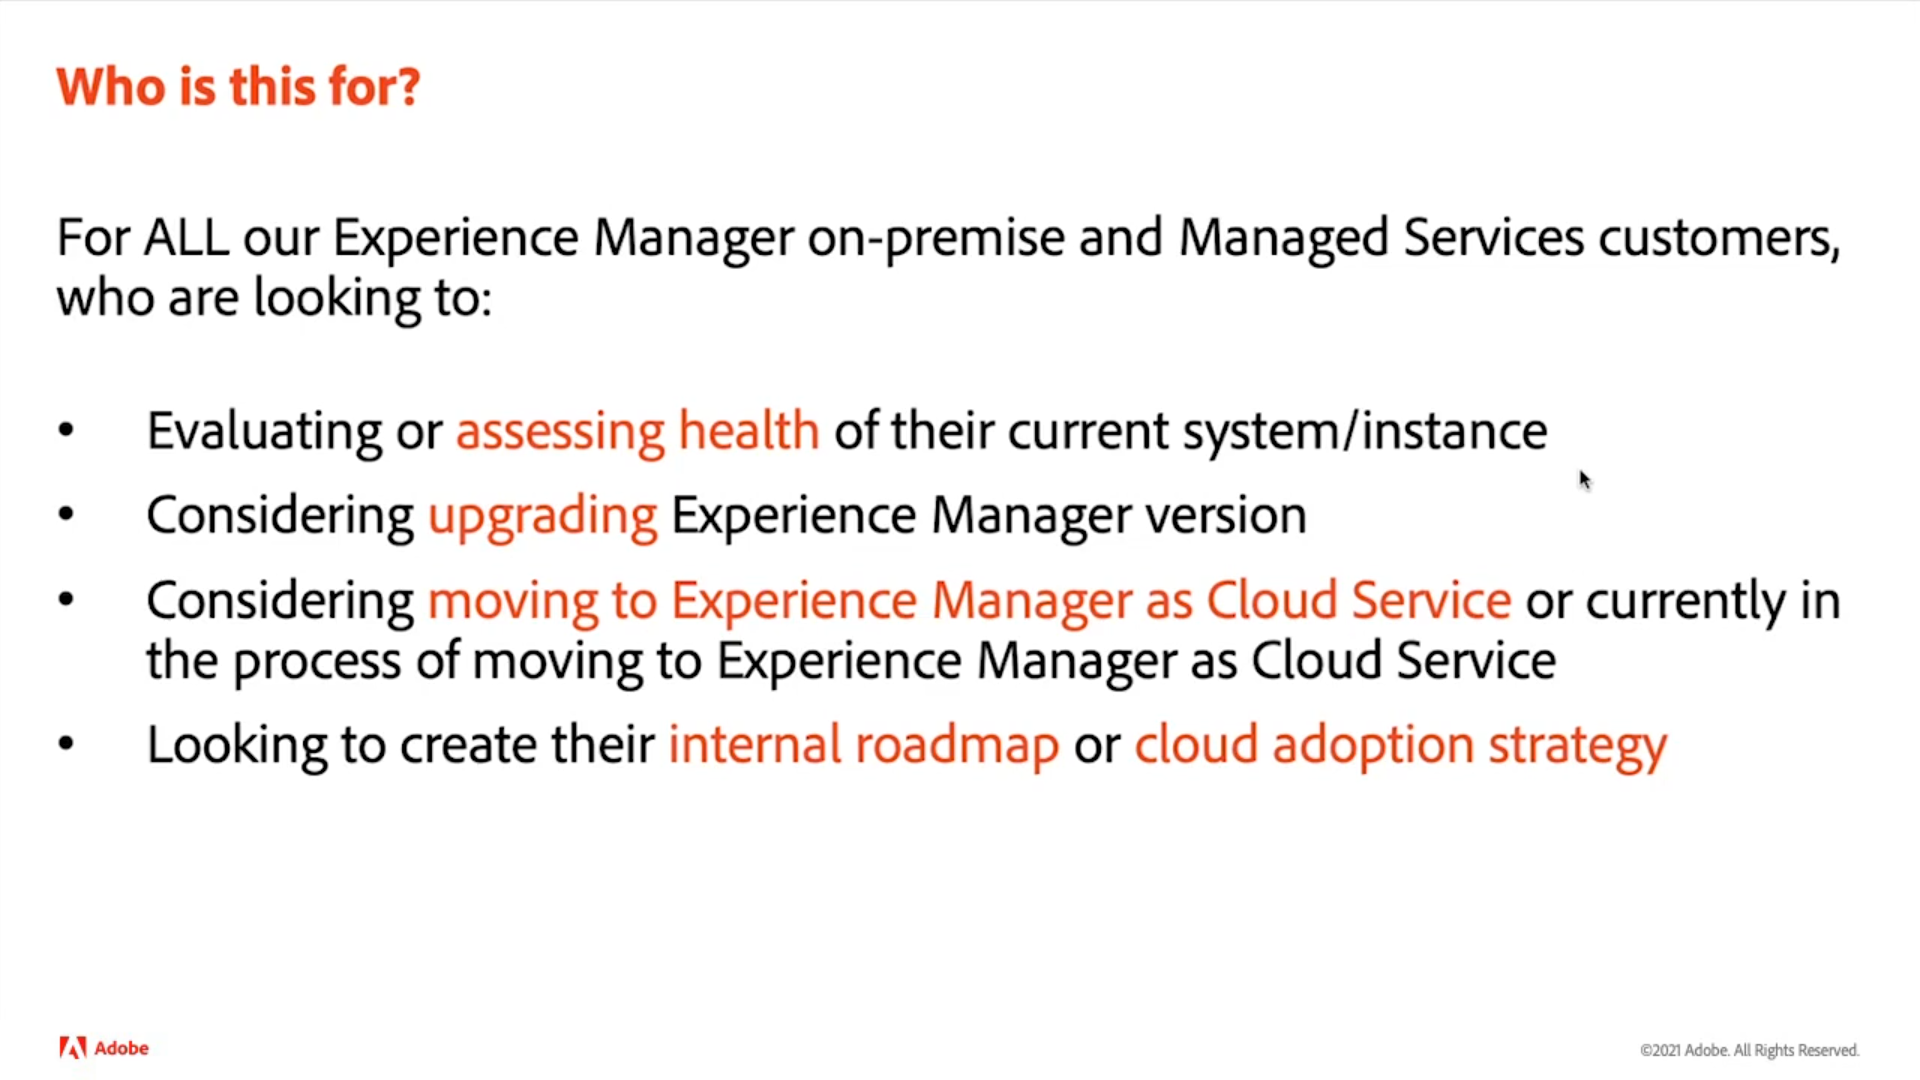 Who is this for?
For ALL our Experience Manager on-premise and Managed Services customers,
who are looking to:
• Evaluating or assessing health of their current system/instance
• Considering upgrading Experience Manager version
• Considering moving to Experience Manager as Cloud Service or currently in
the process of moving to Experience Manager as Cloud Service
• Looking to create their internal roadmap or cloud adoption strategy
Adobe
©2021 Adobe. All Rights Reserved.